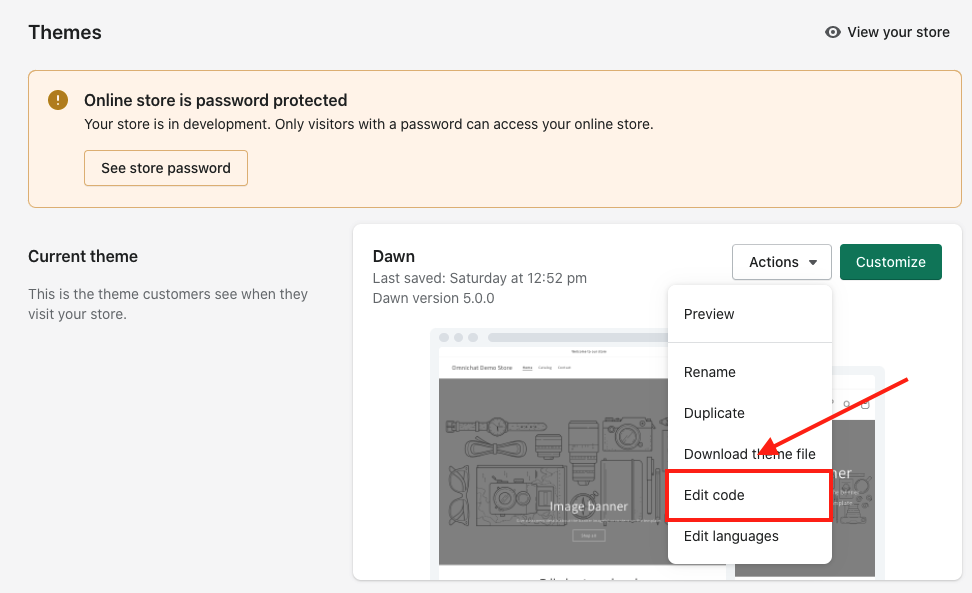 Themes
View your store
Online store is password protected
Your store is in development. Only visitors with a password can access your online store.
See store password
Current theme
This is the theme customers see when they
visit your store.
Dawn
Last saved: Saturday at 12:52 pm
Dawn version 5.0.0
Actions
Customize
Preview
Rename
Duplicate
Download theme file
Edit code
Edit languages
Welcome to our store
Omnichat Demo Store
Home Catalog Contact
Image banner
Shop all